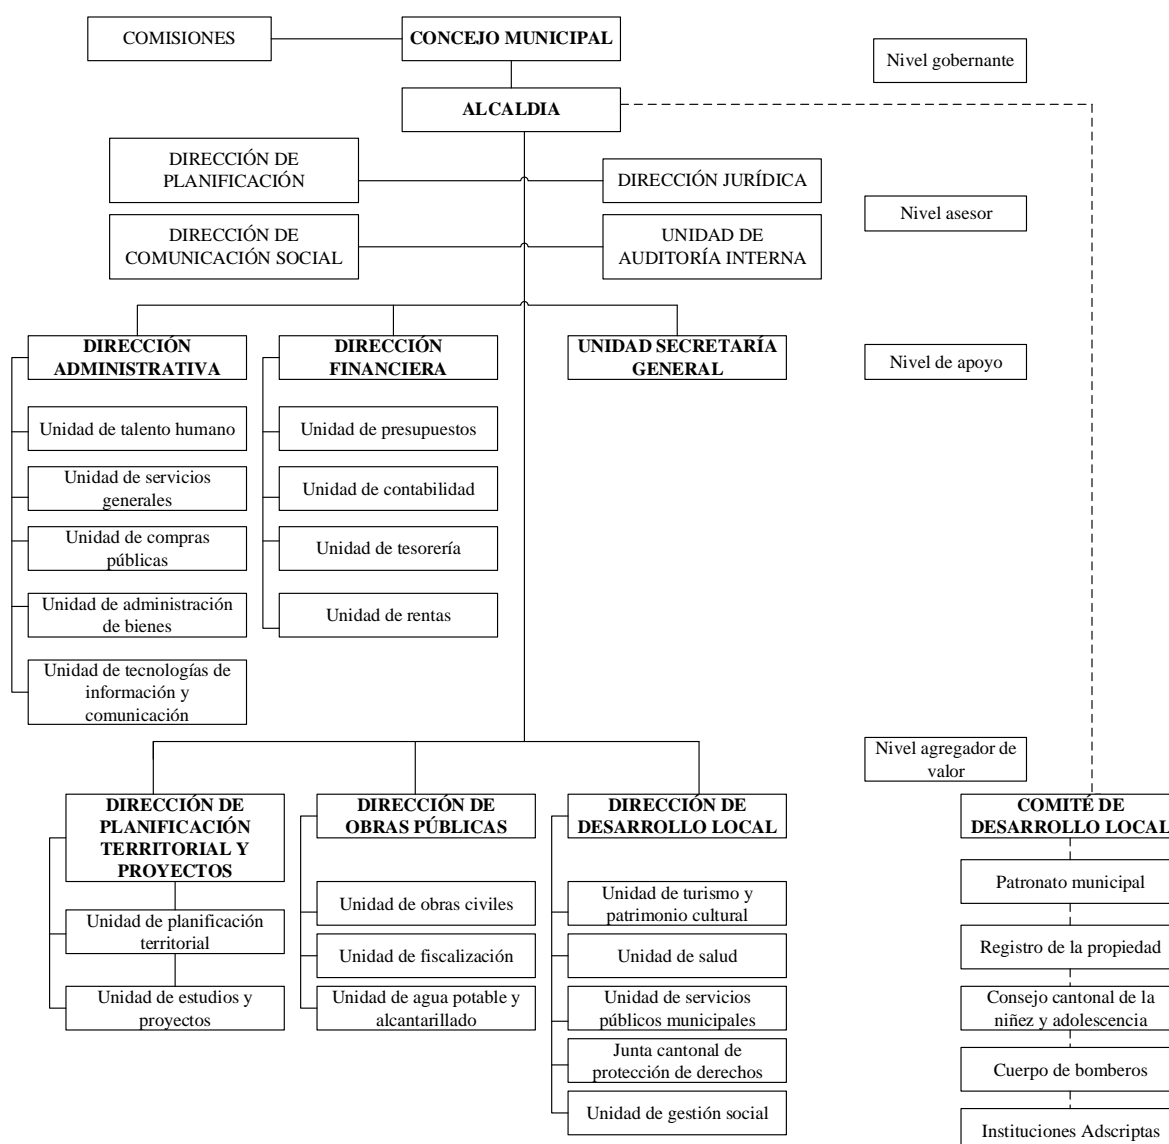 COMISIONES
CONCEJO MUNICIPAL
Nivel gobernante
ALCALDIA
DIRECCIÓN DE
PLANIFICACIÓN
DIRECCIÓN JURÍDICA
Nivel asesor
DIRECCIÓN DE
COMUNICACIÓN SOCIAL
UNIDAD DE
AUDITORÍA INTERNA
DIRECCIÓN
ADMINISTRATIVA
DIRECCIÓN
FINANCIERA
UNIDAD SECRETARÍA
GENERAL
Nivel de apoyo
Unidad de talento humano
Unidad de servicios
generales
Unidad de compras
públicas
Unidad de administración
de bienes
Unidad de tecnologías de
información y
comunicación
Unidad de presupuestos
Unidad de contabilidad
Unidad de tesorería
Unidad de rentas
Nivel agregador de
valor
DIRECCIÓN DE
PLANIFICACIÓN
TERRITORIAL Y
PROYECTOS
Unidad de planificación
territorial
Unidad de estudios y
proyectos
DIRECCIÓN DE
OBRAS PÚBLICAS
Unidad de obras civiles
Unidad de fiscalización
Unidad de agua potable y
alcantarillado
DIRECCIÓN DE
DESARROLLO LOCAL
Unidad de turismo y
patrimonio cultural
Unidad de salud
Unidad de servicios
públicos municipales
Junta cantonal de
protección de derechos
Unidad de gestión social
COMITÉ DE
DESARROLLO LOCAL
Patronato municipal
Registro de la propiedad
Consejo cantonal de la
niñez y adolescencia
Cuerpo de bomberos
Instituciones Adscriptas